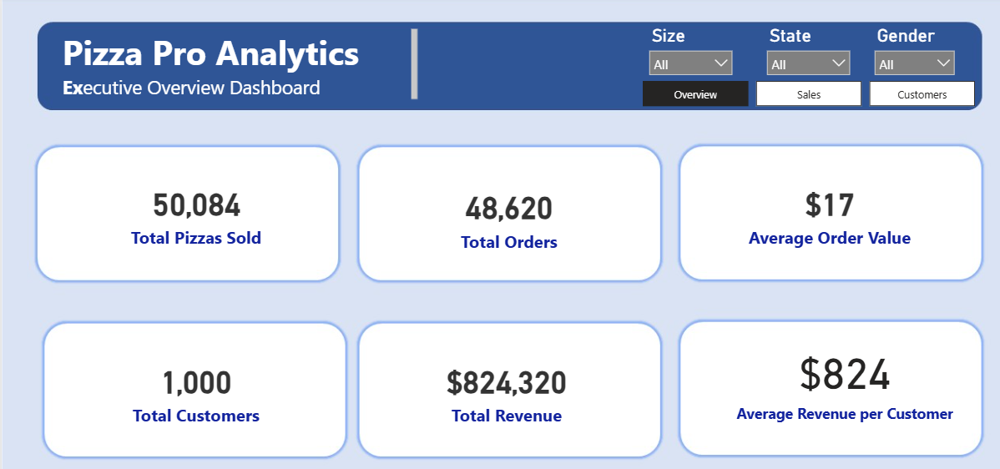 Pizza Pro Analytics
Executive Overview Dashboard
Size
State
Gender
All
All
All
Overview
Sales
Customers
50,084
Total Pizzas Sold
48,620
Total Orders
$17
Average Order Value
1,000
Total Customers
$824,320
Total Revenue
$824
Average Revenue per Customer